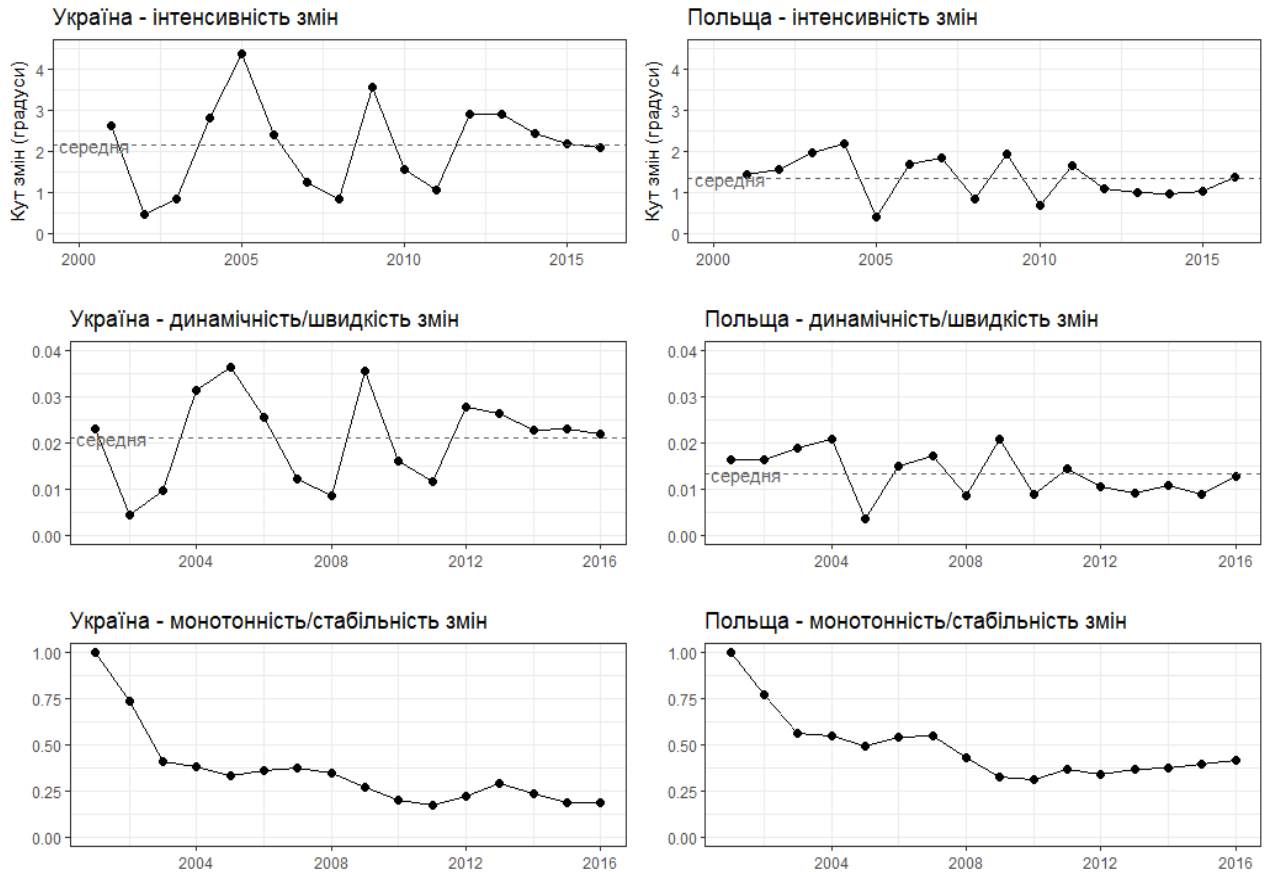 Україна - інтенсивність змін
Кут змін (градуси)
4
3
2
1
0
середня
2000 2005 2010 2015
Польща - інтенсивність змін
Кут змін (градуси)
4
3
2
1
0
середня
2000 2005 2010 2015
Україна - динамічність/швидкість змін
0.04
0.03
0.02
0.01
0.00
середня
2004 2008 2012 2016
Польща - динамічність/швидкість змін
0.04
0.03
0.02
0.01
0.00
середня
2004 2008 2012 2016
Україна - монотонність/стабільність змін
1.00
0.75
0.50
0.25
0.00
2004 2008 2012 2016
Польща - монотонність/стабільність змін
1.00
0.75
0.50
0.25
0.00
2004 2008 2012 2016